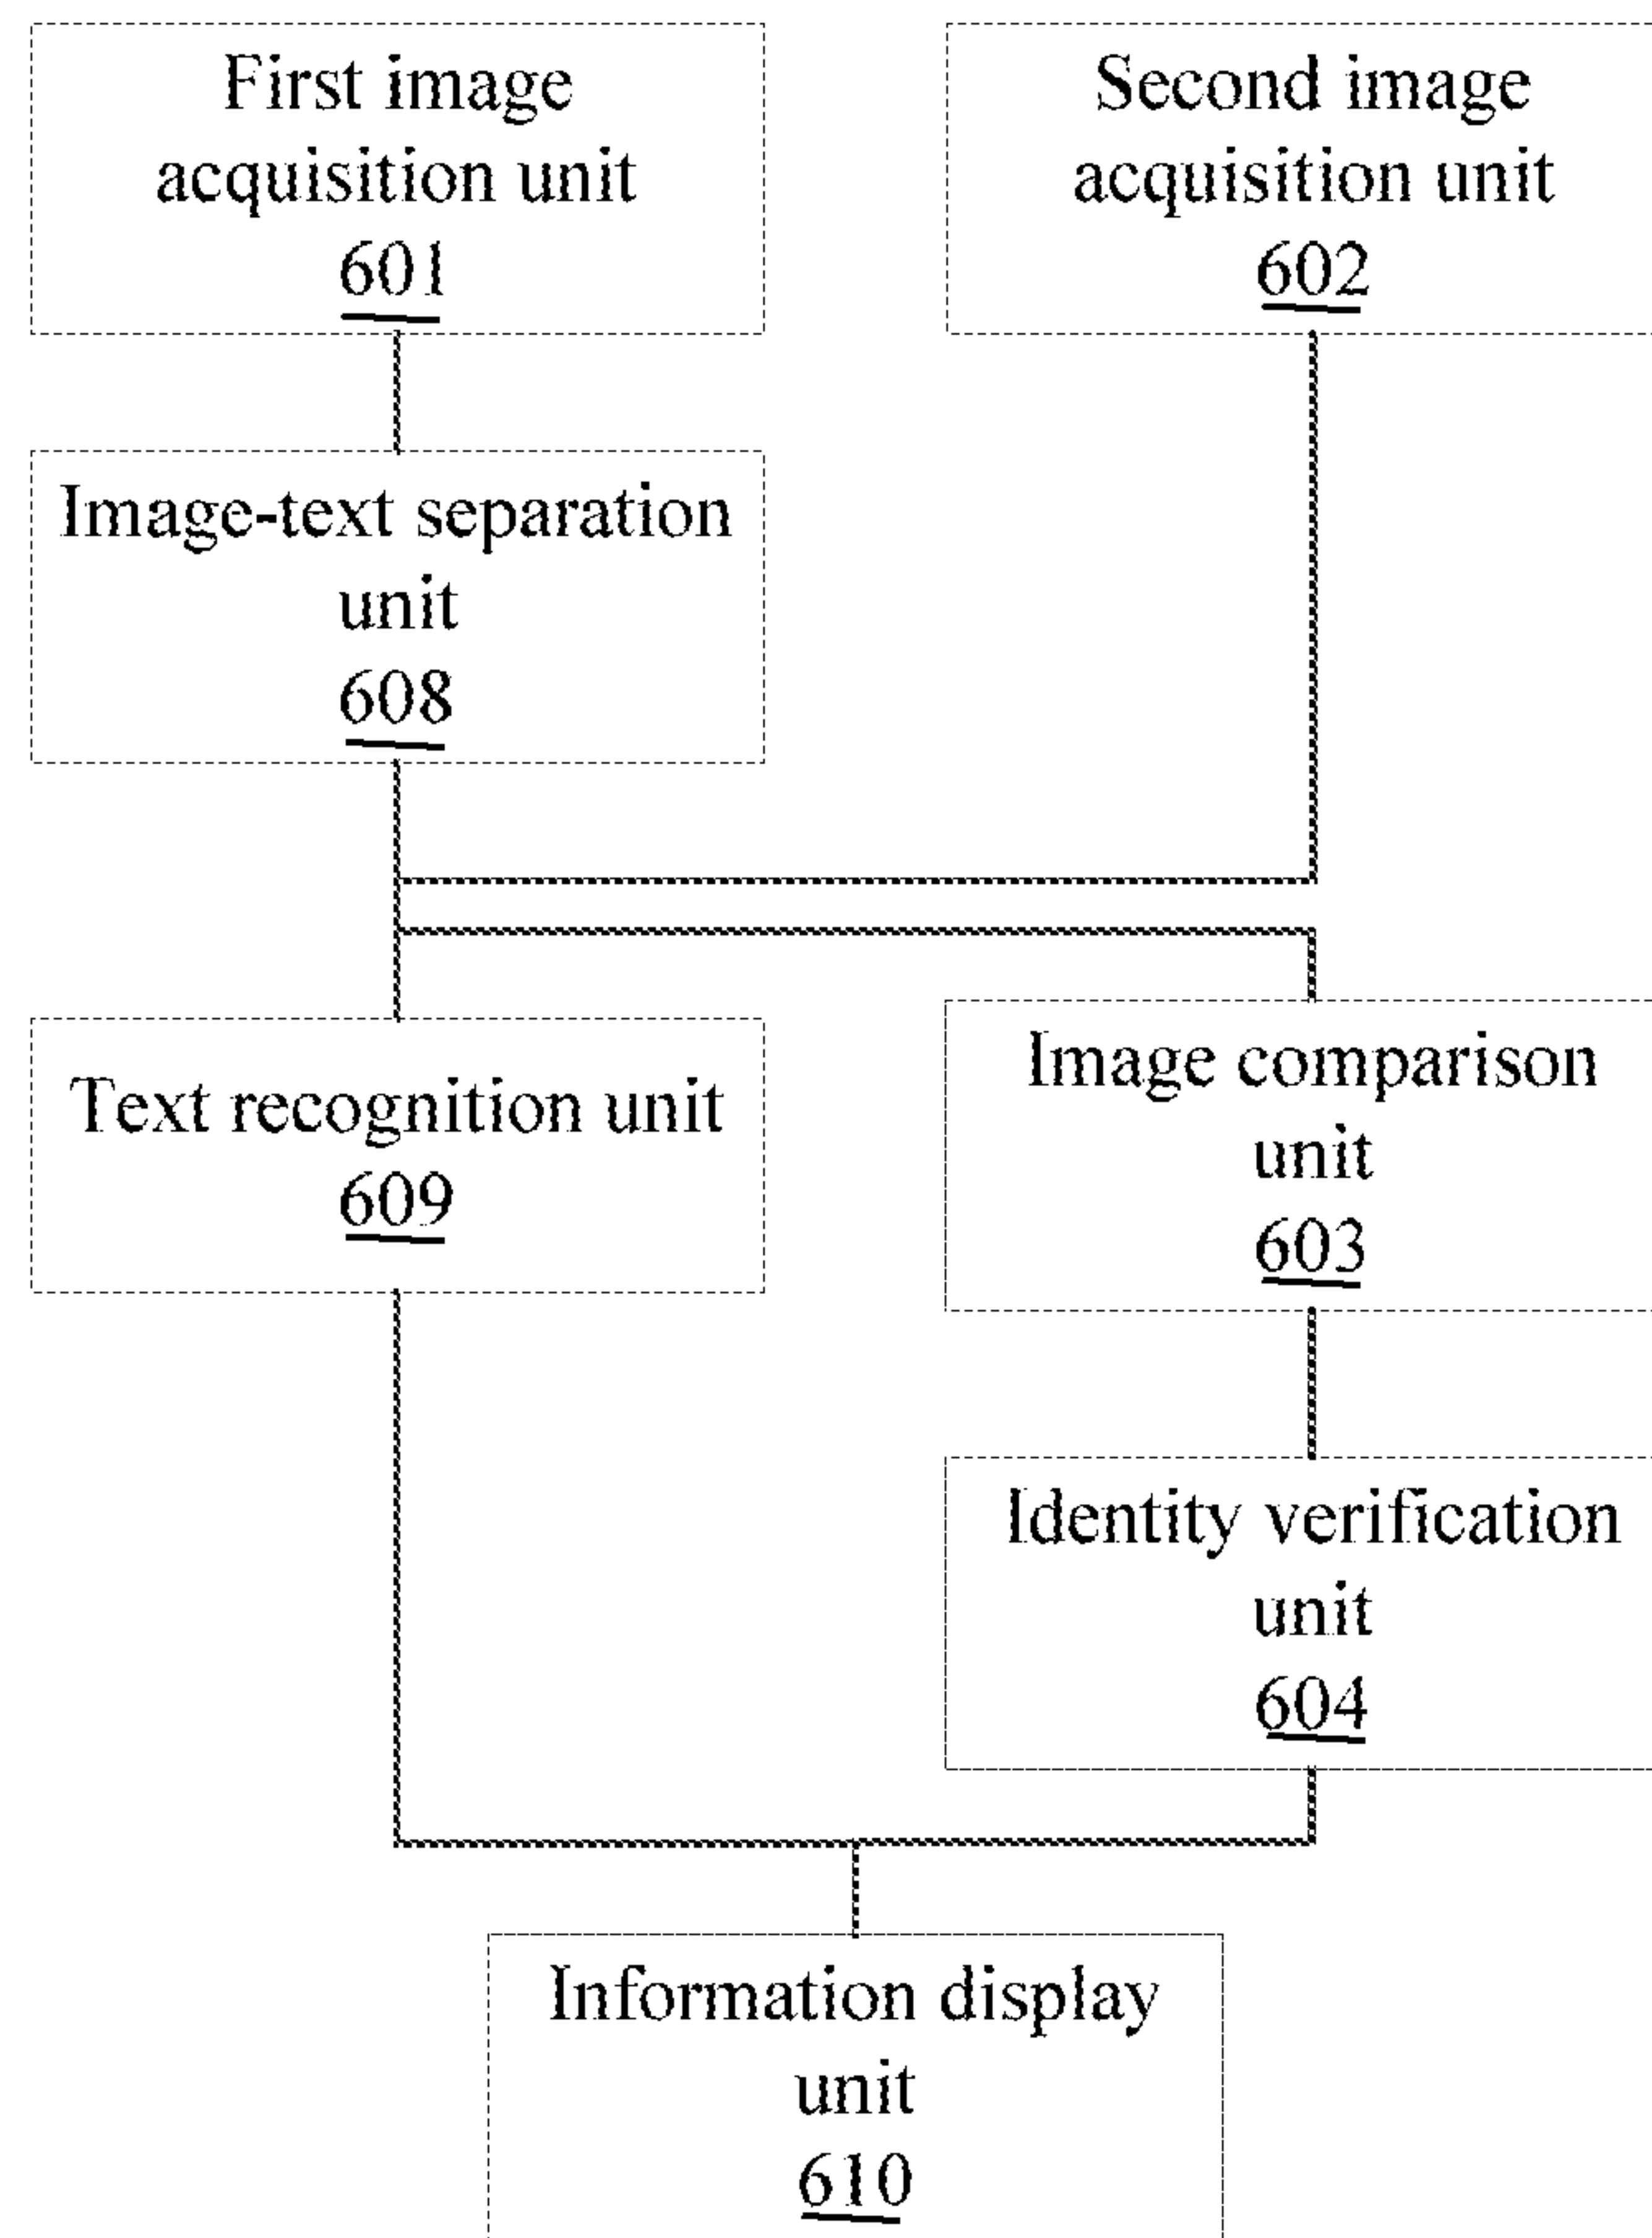 First image
acquisition unit
601
Second image
acquisition unit
602
Image-text separation
unit
608
Text recognition unit
609
Image comparison
unit
603
Identity verification
unit
604
Information display
unit
610